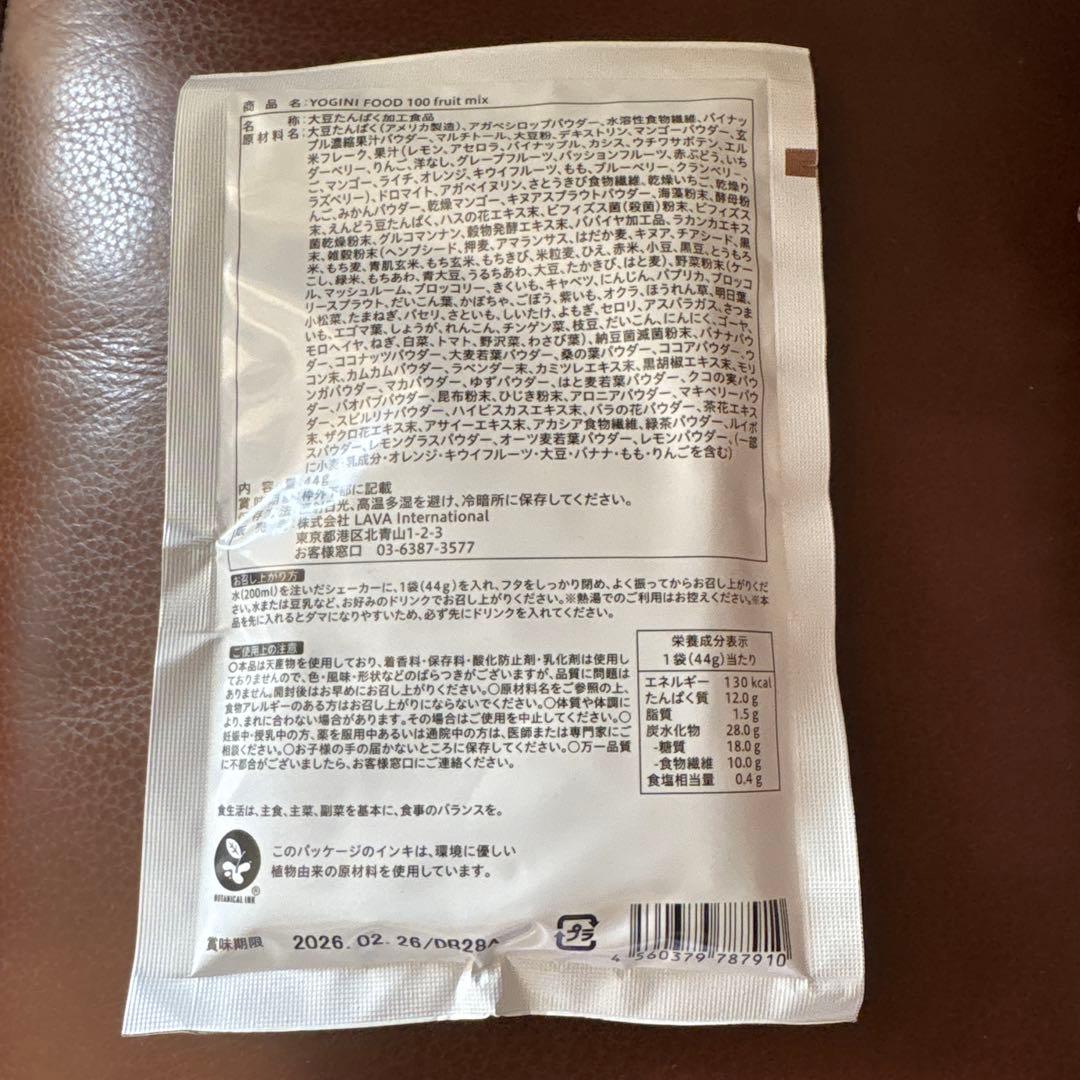 商品名:YOGINI FOOD 100 fruit mix
名称:大豆たんぱく加工食品
原材料名:大豆たんぱく(アメリカ製造)、アガベシロップパウダー、水溶性食物繊維、パイナッ
プル濃縮果汁パウダー、マルチトール、大豆粉、デキストリン、マンゴーパウダー、玄
米フレーク、果汁(レモン、アセロラ、パイナップル、カシス、ウチワサボテン、エル
ダーベリー、りんご、洋なし、グレープフルーツ、パッションフルーツ、赤ぶどう、いち
ご、マンゴー、ライチ、オレンジ、キウイフルーツ、もも、ブルーベリー、クランベリー、
ラズベリー)、ドロマイト、アガベイヌリン、さとうきび食物繊維、乾燥いちご、乾燥り
んご、みかんパウダー、乾燥マンゴー、キヌアスプラウトパウダー、海藻粉末、酵母粉
末、えんどう豆たんぱく、ハスの花エキス末、ビフィズス菌(殺菌)粉末、ビフィズス
菌乾燥粉末、グルコマンナン、穀物発酵エキス末、パパイヤ加工品、ラカンカエキス
末、雑穀粉末(ヘンプシード、押麦、アマランサス、はだか麦、キヌア、チアシード、黒
米、もち麦、青肌玄米、もち玄米、もちきび、米粒麦、ひえ、赤米、小豆、黒豆、とうもろ
こし、緑米、もちあわ、青大豆、うるちあわ、大豆、たかきび、はと麦)、野菜粉末(ケー
ル、マッシュルーム、ブロッコリー、きくいも、キャベツ、にんじん、パプリカ、ブロッコ
リースプラウト、だいこん葉、かぼちゃ、ごぼう、紫いも、オクラ、ほうれん草、明日葉、
小松菜、たまねぎ、パセリ、さといも、しいたけ、よもぎ、セロリ、アスパラガス、さつま
いも、エゴマ葉、しょうが、れんこん、チンゲン菜、枝豆、だいこん、にんにく、ゴーヤ、
モロヘイヤ、ねぎ、白菜、トマト、野沢菜、わさび葉)、納豆菌滅菌粉末、バナナパウ
ダー、ココナッツパウダー、大麦若葉パウダー、桑の葉パウダー、ココアパウダー、ウ
コン末、カムカムパウダー、ラベンダー末、カミツレエキス末、黒胡椒エキス末、モリ
ンガパウダー、マカパウダー、ゆずパウダー、はと麦若葉パウダー、クコの実パウ
ダー、バオバブパウダー、昆布粉末、ひじき粉末、アロニアパウダー、マキベリーパウ
ダー、スピルリナパウダー、ハイビスカスエキス末、バラの花パウダー、茶花エキス
末、ザクロ花エキス末、アサイーエキス末、アカシア食物繊維、緑茶パウダー、ルイボ
スパウダー、レモングラスパウダー、オーツ麦若葉パウダー、レモンパウダー、(一部
に小麦・乳成分・オレンジ・キウイフルーツ・大豆・バナナ・もも・りんごを含む)
内容量:44g
賞味期限:枠外下部に記載
保存方法:直射日光、高温多湿を避け、冷暗所に保存してください。
販売者:株式会社 LAVA International
東京都港区北青山1-2-3
お客様窓口 03-6387-3577
お召し上がり方
水(200ml)を注いだシェーカーに、1袋(44g)を入れ、フタをしっかり閉め、よく振ってからお召し上がりくだ
さい。水または豆乳など、お好みのドリンクでお召し上がりください。※熱湯でのご利用はお控えください。※本
品を先に入れるとダマになりやすいため、必ず先にドリンクを入れてください。
ご使用上の注意
○本品は天産物を使用しており、着香料・保存料・酸化防止剤・乳化剤は使用し
ておりませんので、色・風味・形状などのばらつきがございますが、品質に問題は
ありません。開封後はお早めにお召し上がりください。○原材料名をご参照の上、
食物アレルギーのある方はお召し上がりにならないでください。○体質や体調に
より、まれに合わない場合があります。その場合はご使用を中止してください。○
妊娠中・授乳中の方、薬を服用中あるいは通院中の方は、医師または専門家にご
相談ください。○お子様の手の届かないところに保存してください。○万一品質
に不都合がございましたら、お客様窓口にご連絡ください。
栄養成分表示
1袋(44g)当たり
エネルギー 130 kcal
たんぱく質 12.0 g
脂質 1.5 g
炭水化物 28.0 g
-糖質 18.0 g
-食物繊維 10.0 g
食塩相当量 0.4 g
食生活は、主食、主菜、副菜を基本に、食事のバランスを。
このパッケージのインキは、環境に優しい
植物由来の原材料を使用しています。
BOTANICAL INK®
賞味期限 2026. 02. 26/DR28
プラ
4 560379 787910